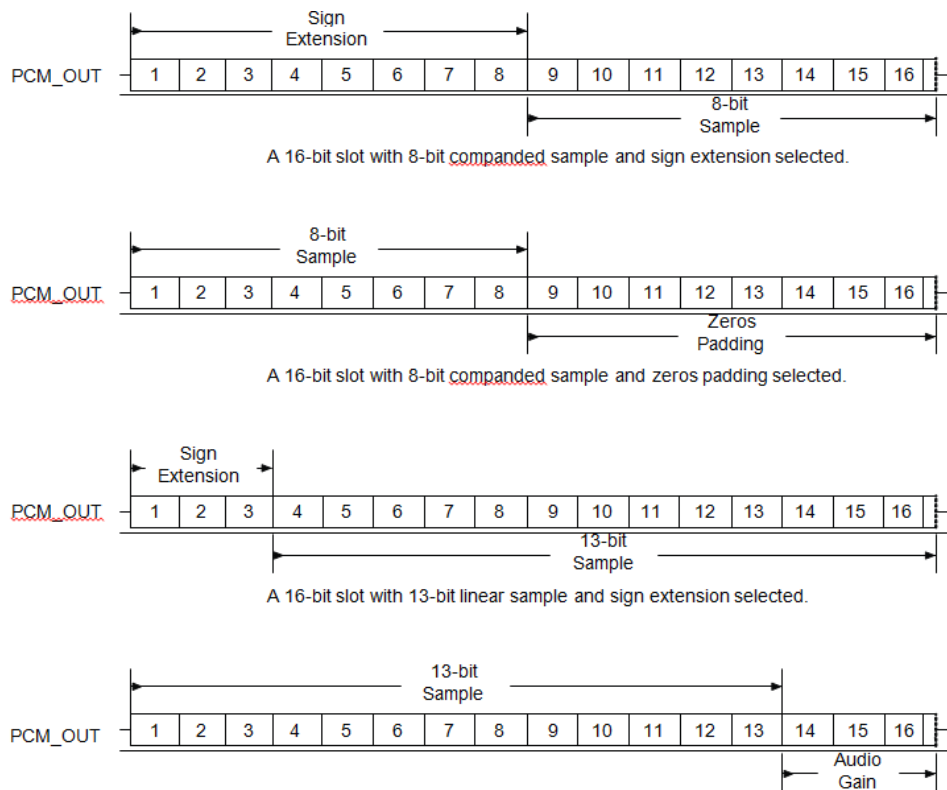 Sign
Extension
PCM_OUT 1 2 3 4 5 6 7 8 9 10 11 12 13 14 15 16
8-bit
Sample
A 16-bit slot with 8-bit companded sample and sign extension selected.
8-bit
Sample
PCM_OUT 1 2 3 4 5 6 7 8 9 10 11 12 13 14 15 16
Zeros
Padding
A 16-bit slot with 8-bit companded sample and zeros padding selected.
Sign
Extension
PCM_OUT 1 2 3 4 5 6 7 8 9 10 11 12 13 14 15 16
13-bit
Sample
A 16-bit slot with 13-bit linear sample and sign extension selected.
13-bit
Sample
PCM_OUT 1 2 3 4 5 6 7 8 9 10 11 12 13 14 15 16
Audio
Gain